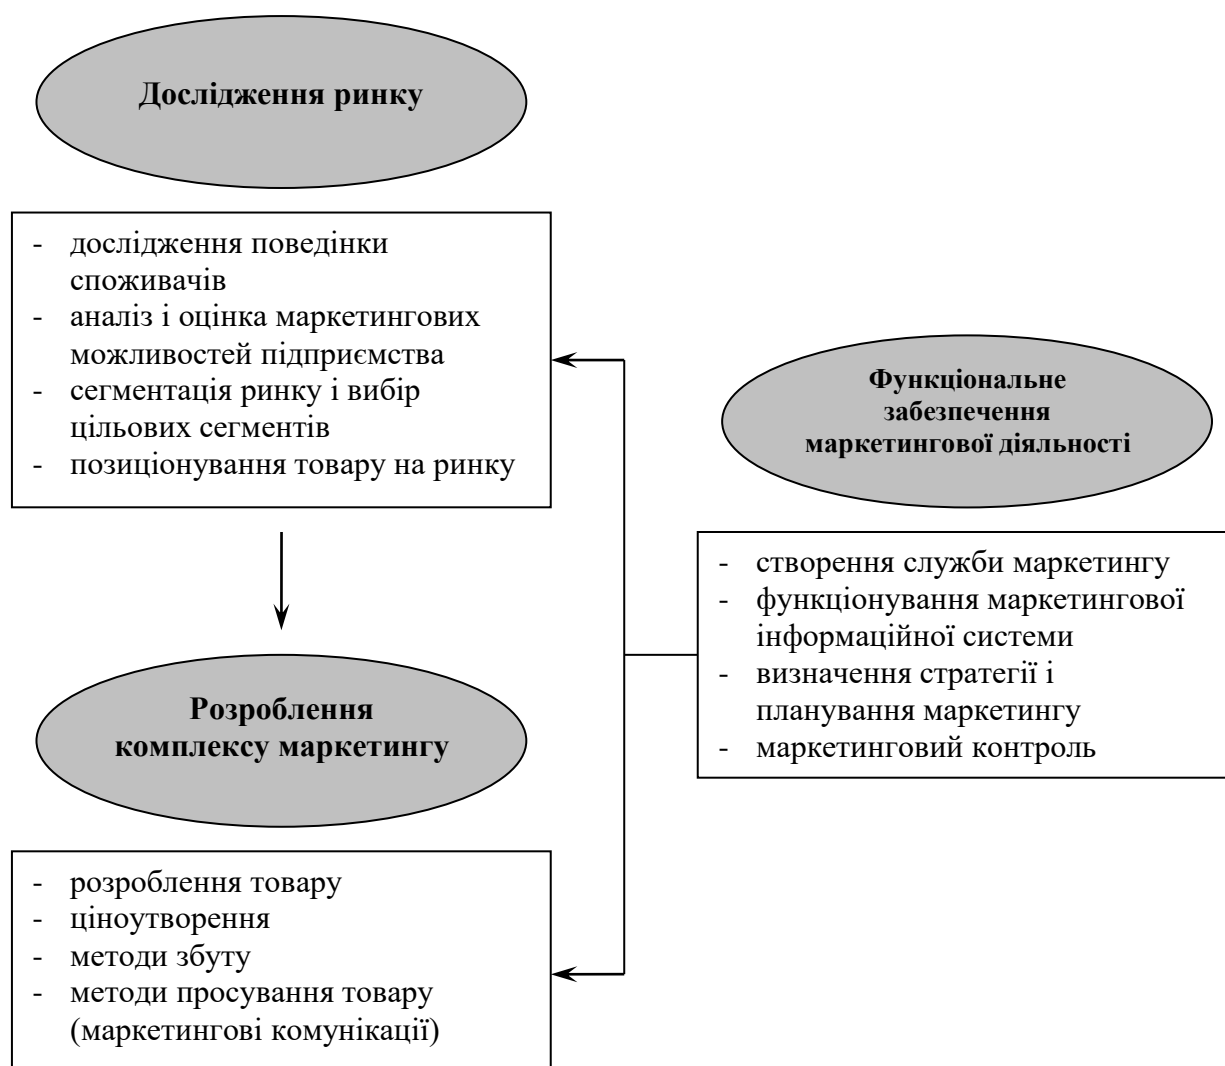 Дослідження ринку
- дослідження поведінки
споживачів
- аналіз і оцінка маркетингових
можливостей підприємства
- сегментація ринку і вибір
цільових сегментів
- позиціонування товару на ринку
Функціональне
забезпечення
маркетингової діяльності
- створення служби маркетингу
- функціонування маркетингової
інформаційної системи
- визначення стратегії і
планування маркетингу
- маркетинговий контроль
Розроблення
комплексу маркетингу
- розроблення товару
- ціноутворення
- методи збуту
- методи просування товару
(маркетингові комунікації)